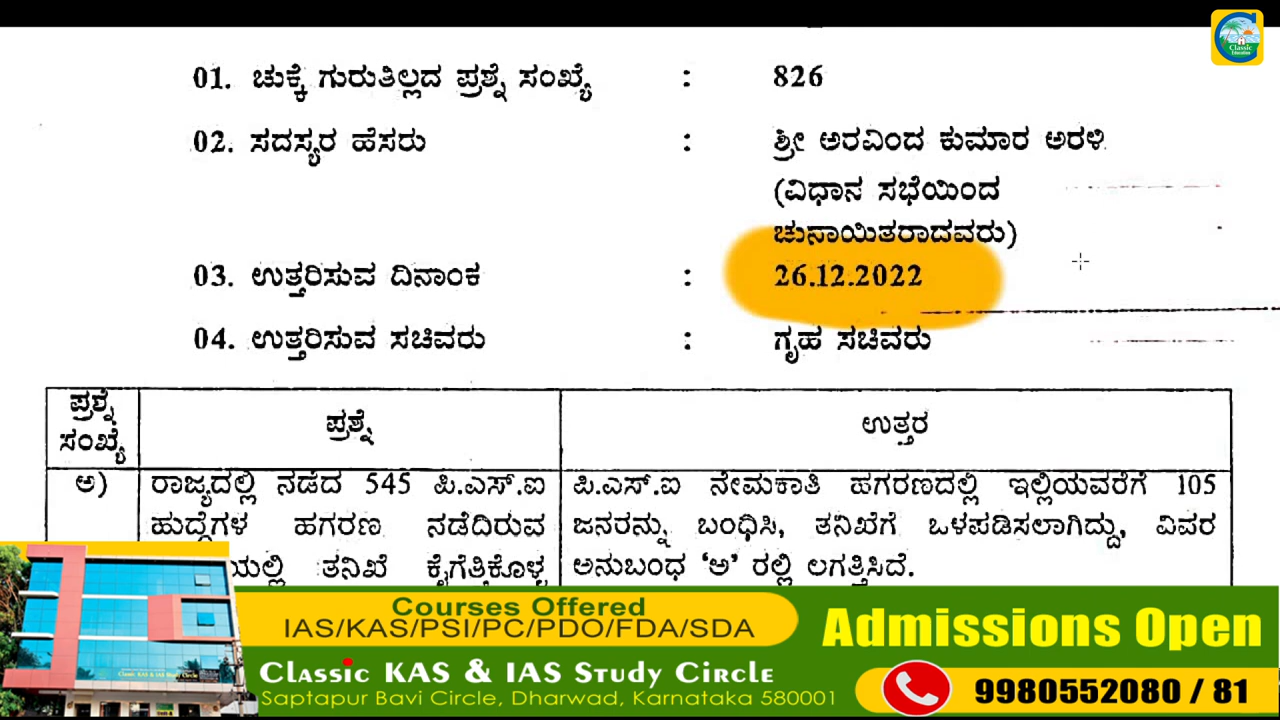 Classic
Education
01. ಚುಕ್ಕೆ ಗುರುತಿಲ್ಲದ ಪ್ರಶ್ನೆ ಸಂಖ್ಯೆ : 826
02. ಸದಸ್ಯರ ಹೆಸರು : ಶ್ರೀ ಅರವಿಂದ ಕುಮಾರ ಅರಳಿ
(ವಿಧಾನ ಸಭೆಯಿಂದ
ಚುನಾಯಿತರಾದವರು)
03. ಉತ್ತರಿಸುವ ದಿನಾಂಕ : 26.12.2022
04. ಉತ್ತರಿಸುವ ಸಚಿವರು : ಗೃಹ ಸಚಿವರು
ಪ್ರಶ್ನೆ ಸಂಖ್ಯೆ ಪ್ರಶ್ನೆ ಉತ್ತರ
ಅ) ರಾಜ್ಯದಲ್ಲಿ ನಡೆದ 545 ಪಿ.ಎಸ್.ಐ ಪಿ.ಎಸ್.ಐ ನೇಮಕಾತಿ ಹಗರಣದಲ್ಲಿ ಇಲ್ಲಿಯವರೆಗೆ 105
ಹುದ್ದೆಗಳ ಹಗರಣ ನಡೆದಿರುವ ಜನರನ್ನು ಬಂಧಿಸಿ, ತನಿಖೆಗೆ ಒಳಪಡಿಸಲಾಗಿದ್ದು, ವಿವರ
ತನಿಖೆ ಕೈಗೆತ್ತಿಕೊಳ್ಳ ಅನುಬಂಧ ‘ಅ’ ರಲ್ಲಿ ಲಗತ್ತಿಸಿದೆ.
Courses Offered
IAS/KAS/PSI/PC/PDO/FDA/SDA
Classic KAS & IAS Study Circle
Saptapur Bavi Circle, Dharwad, Karnataka 580001
Admissions Open
9980552080 / 81